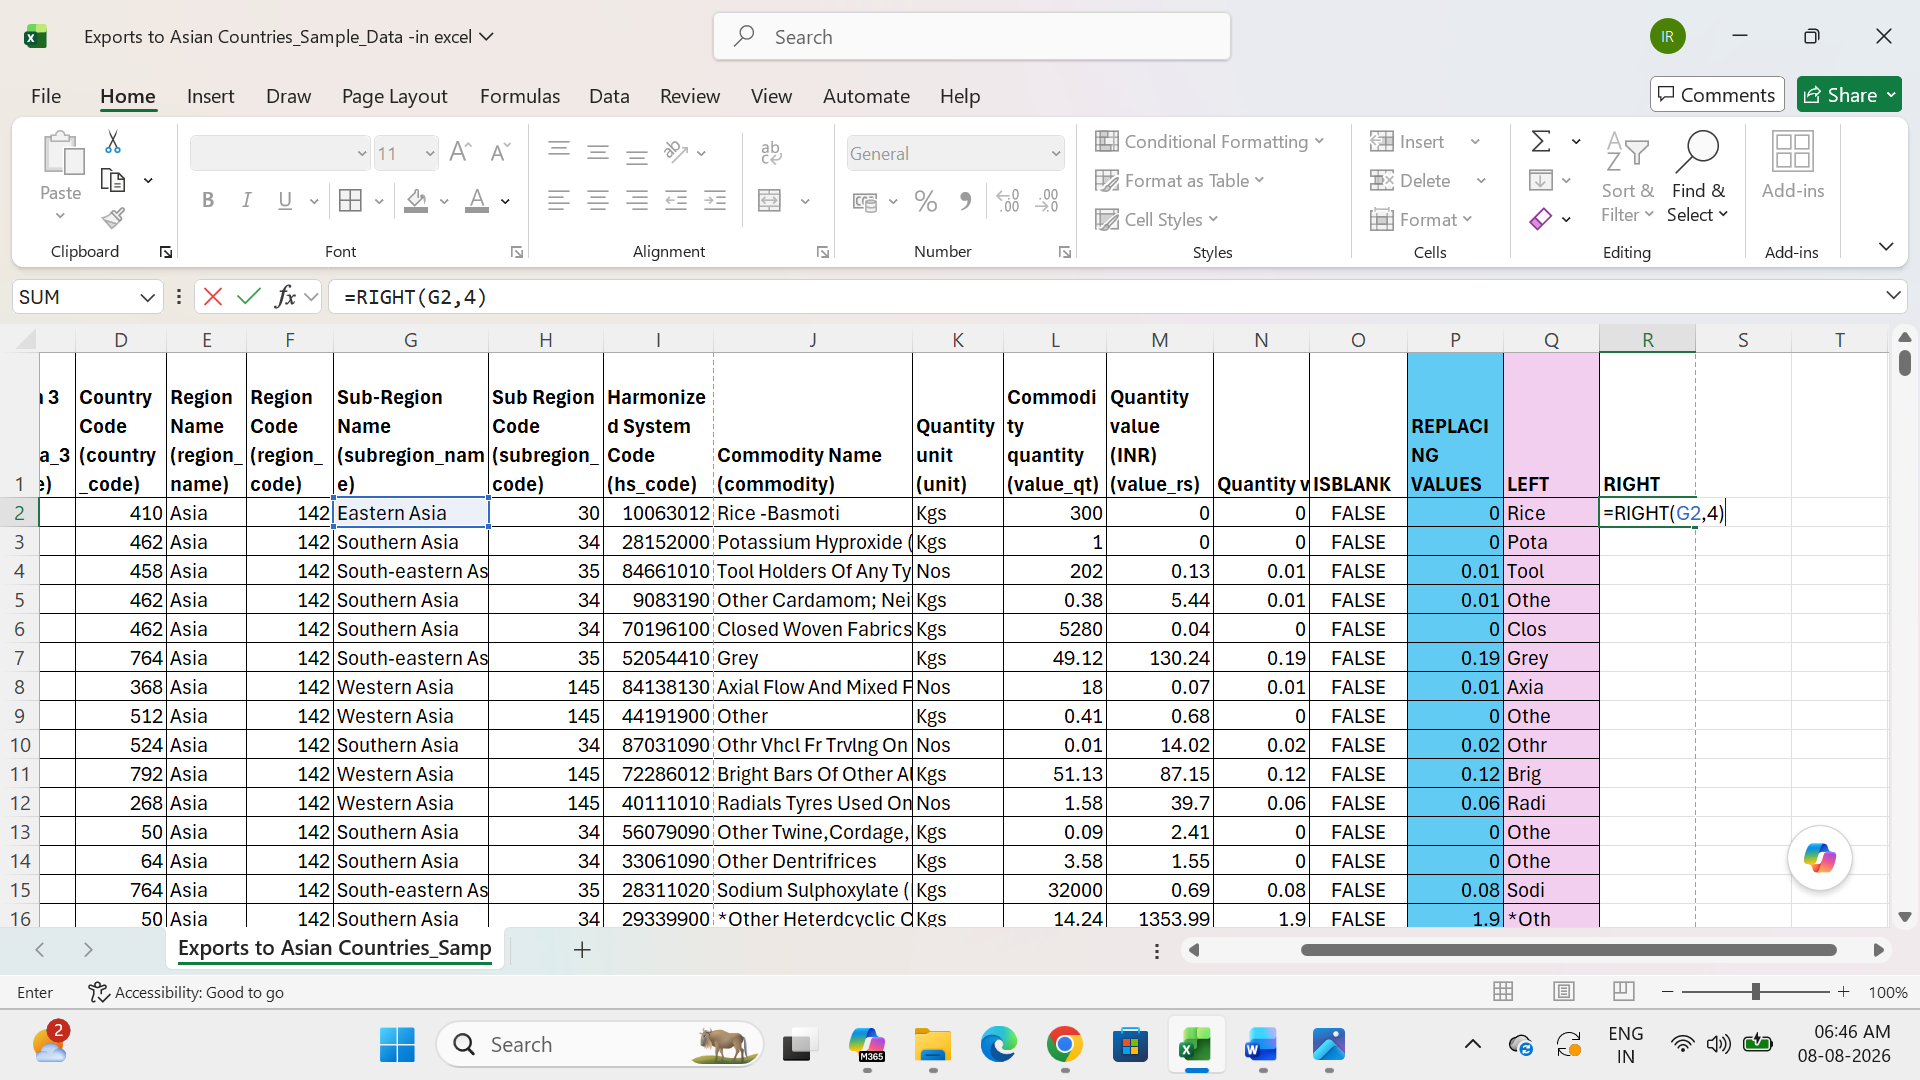 Exports to Asian Countries_Sample_Data -in excel
Search
IR
File Home Insert Draw Page Layout Formulas Data Review View Automate Help
Comments Share
Paste
11
General
Conditional Formatting
Format as Table
Cell Styles
Insert
Delete
Format
Sort & Filter
Find & Select
Add-ins
Clipboard Font Alignment Number Styles Cells Editing Add-ins
SUM =RIGHT(G2,4)
D E F G H I J K L M N O P Q R S T
1 Country Code (country_code) Region Name (region_name) Region Code (region_code) Sub-Region Name (subregion_name) Sub Region Code (subregion_code) Harmonized System Code (hs_code) Commodity Name (commodity) Quantity unit (unit) Commodity quantity (value_qt) Quantity value (INR) (value_rs) Quantity v ISBLANK REPLACING VALUES LEFT RIGHT
2 410 Asia 142 Eastern Asia 30 10063012 Rice -Basmoti Kgs 300 0 0 FALSE 0 Rice =RIGHT(G2,4)
3 462 Asia 142 Southern Asia 34 28152000 Potassium Hyproxide ( Kgs 1 0 0 FALSE 0 Pota
4 458 Asia 142 South-eastern As 35 84661010 Tool Holders Of Any Ty Nos 202 0.13 0.01 FALSE 0.01 Tool
5 462 Asia 142 Southern Asia 34 9083190 Other Cardamom; Nei Kgs 0.38 5.44 0.01 FALSE 0.01 Othe
6 462 Asia 142 Southern Asia 34 70196100 Closed Woven Fabrics Kgs 5280 0.04 0 FALSE 0 Clos
7 764 Asia 142 South-eastern As 35 52054410 Grey Kgs 49.12 130.24 0.19 FALSE 0.19 Grey
8 368 Asia 142 Western Asia 145 84138130 Axial Flow And Mixed F Nos 18 0.07 0.01 FALSE 0.01 Axia
9 512 Asia 142 Western Asia 145 44191900 Other Kgs 0.41 0.68 0 FALSE 0 Othe
10 524 Asia 142 Southern Asia 34 87031090 Othr Vhcl Fr Trvlng On Nos 0.01 14.02 0.02 FALSE 0.02 Othr
11 792 Asia 142 Western Asia 145 72286012 Bright Bars Of Other Al Kgs 51.13 87.15 0.12 FALSE 0.12 Brig
12 268 Asia 142 Western Asia 145 40111010 Radials Tyres Used On Nos 1.58 39.7 0.06 FALSE 0.06 Radi
13 50 Asia 142 Southern Asia 34 56079090 Other Twine,Cordage, Kgs 0.09 2.41 0 FALSE 0 Othe
14 64 Asia 142 Southern Asia 34 33061090 Other Dentrifrices Kgs 3.58 1.55 0 FALSE 0 Othe
15 764 Asia 142 South-eastern As 35 28311020 Sodium Sulphoxylate ( Kgs 32000 0.69 0.08 FALSE 0.08 Sodi
16 50 Asia 142 Southern Asia 34 29339900 *Other Heterdcyclic C Kgs 14.24 1353.99 1.9 FALSE 1.9 *Oth
Exports to Asian Countries_Samp
Enter Accessibility: Good to go 100%
2 Search M365 ENG IN 06:46 AM
08-08-2026